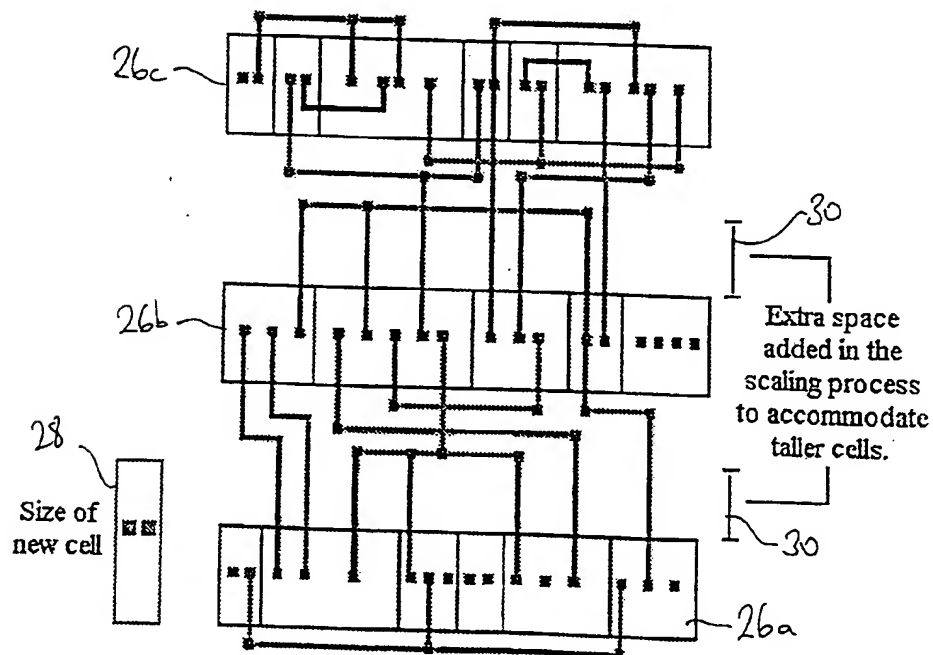 26c
30
26b
Extra space
added in the
scaling process
to accommodate
taller cells.
28
Size of
new cell
30
26a